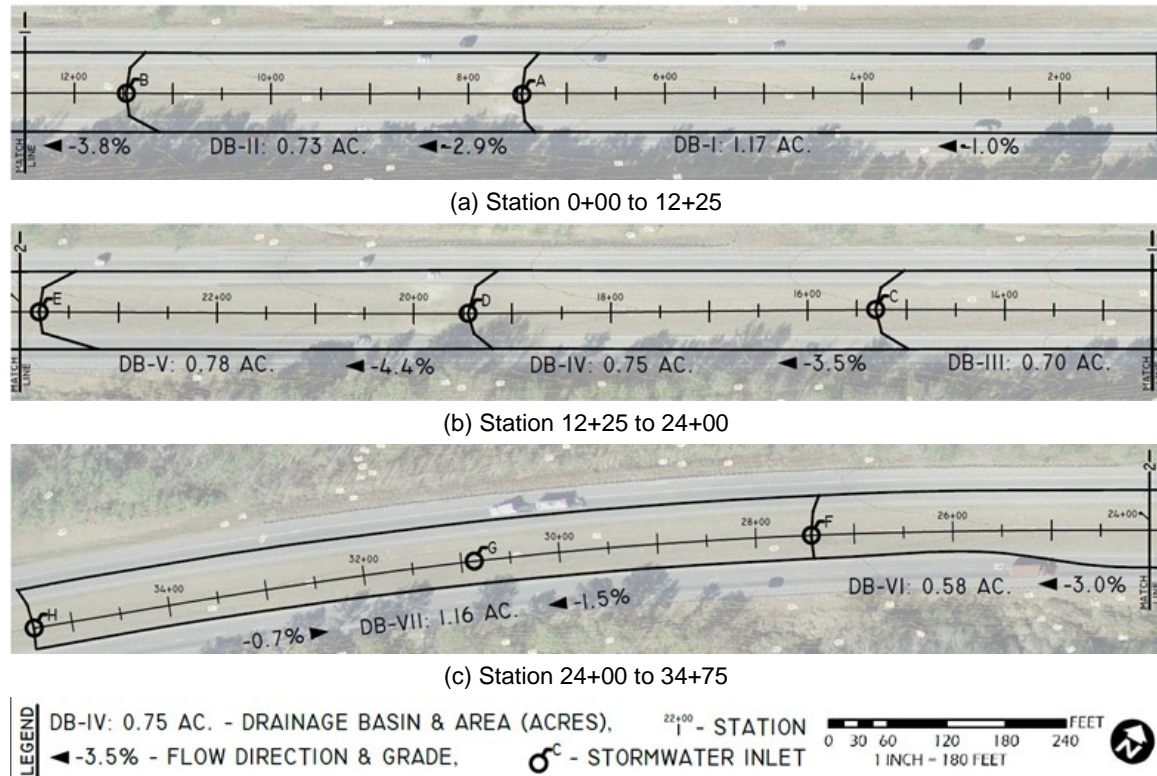 1
12+00 B 10+00 8+00 A 6+00 4+00 2+00
MATCH LINE
◄ -3.8% DB-II: 0.73 AC. ◄ -2.9% DB-I: 1.17 AC. ◄ -1.0%
(a) Station 0+00 to 12+25
2 1
E 22+00 20+00 D 18+00 16+00 C 14+00
MATCH LINE DB-V: 0.78 AC. ◄ -4.4% DB-IV: 0.75 AC. ◄ -3.5% DB-III: 0.70 AC. MATCH LINE
(b) Station 12+25 to 24+00
2
H 34+00 32+00 G 30+00 28+00 F 26+00 24+00
-0.7% ► DB-VII: 1.16 AC. ◄ -1.5% DB-VI: 0.58 AC. ◄ -3.0% MATCH LINE
(c) Station 24+00 to 34+75
LEGEND
DB-IV: 0.75 AC. - DRAINAGE BASIN & AREA (ACRES), 22+00 - STATION
◄ -3.5% - FLOW DIRECTION & GRADE, C - STORMWATER INLET
FEET
0 30 60 120 180 240
1 INCH - 180 FEET
N